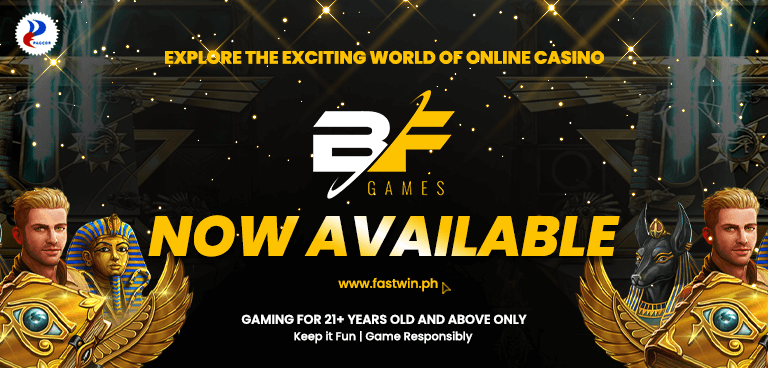 PAGCOR
EXPLORE THE EXCITING WORLD OF ONLINE CASINO
BF
GAMES
NOW AVAILABLE
www.fastwin.ph
GAMING FOR 21+ YEARS OLD AND ABOVE ONLY
Keep it Fun | Game Responsibly